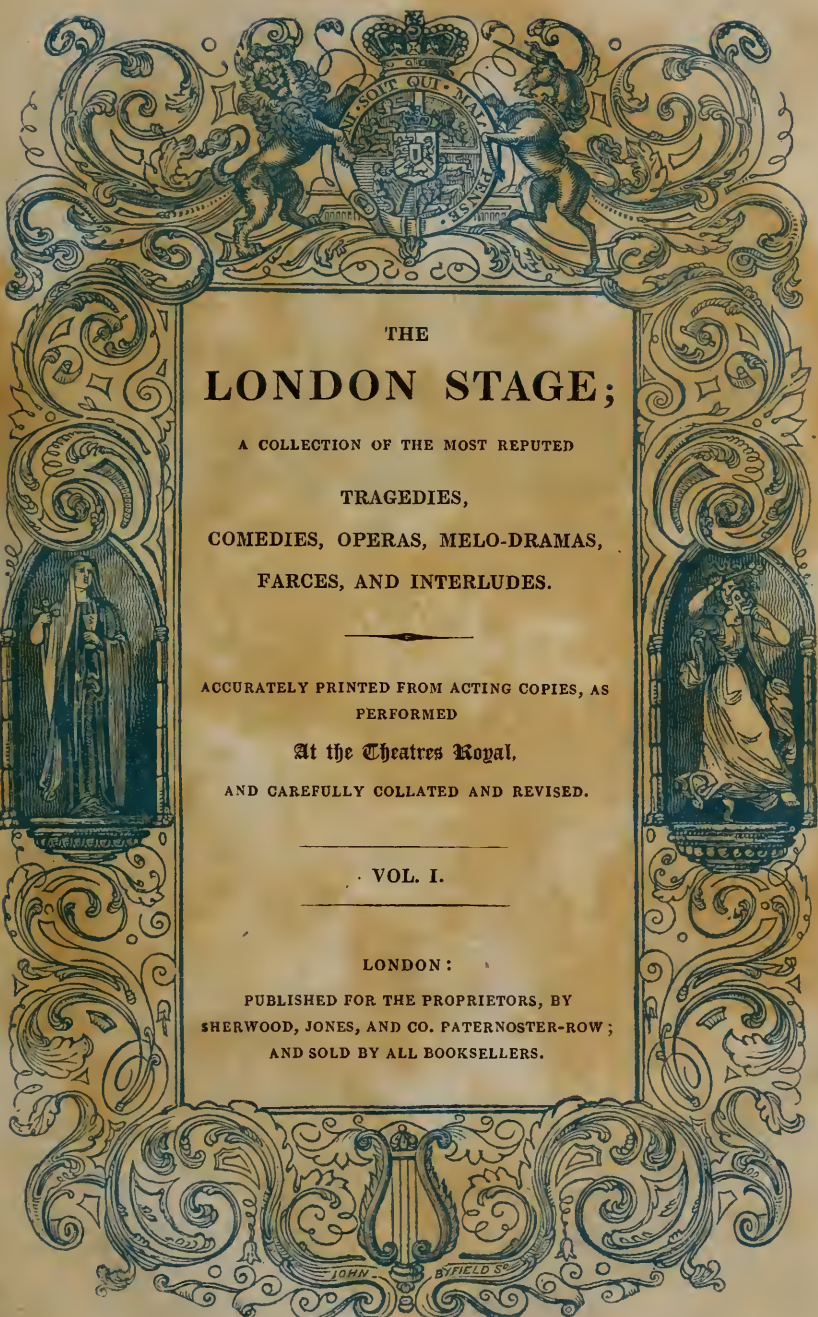 · SOIT QUI · MAL · PENSE ·
THE
LONDON STAGE;
A COLLECTION OF THE MOST REPUTED
TRAGEDIES,
COMEDIES, OPERAS, MELO-DRAMAS,
FARCES, AND INTERLUDES.
ACCURATELY PRINTED FROM ACTING COPIES, AS
PERFORMED
At the Theatres Royal,
AND CAREFULLY COLLATED AND REVISED.
VOL. I.
LONDON:
PUBLISHED FOR THE PROPRIETORS, BY
SHERWOOD, JONES, AND CO. PATERNOSTER-ROW;
AND SOLD BY ALL BOOKSELLERS.
JOHN BYFIELD Sc